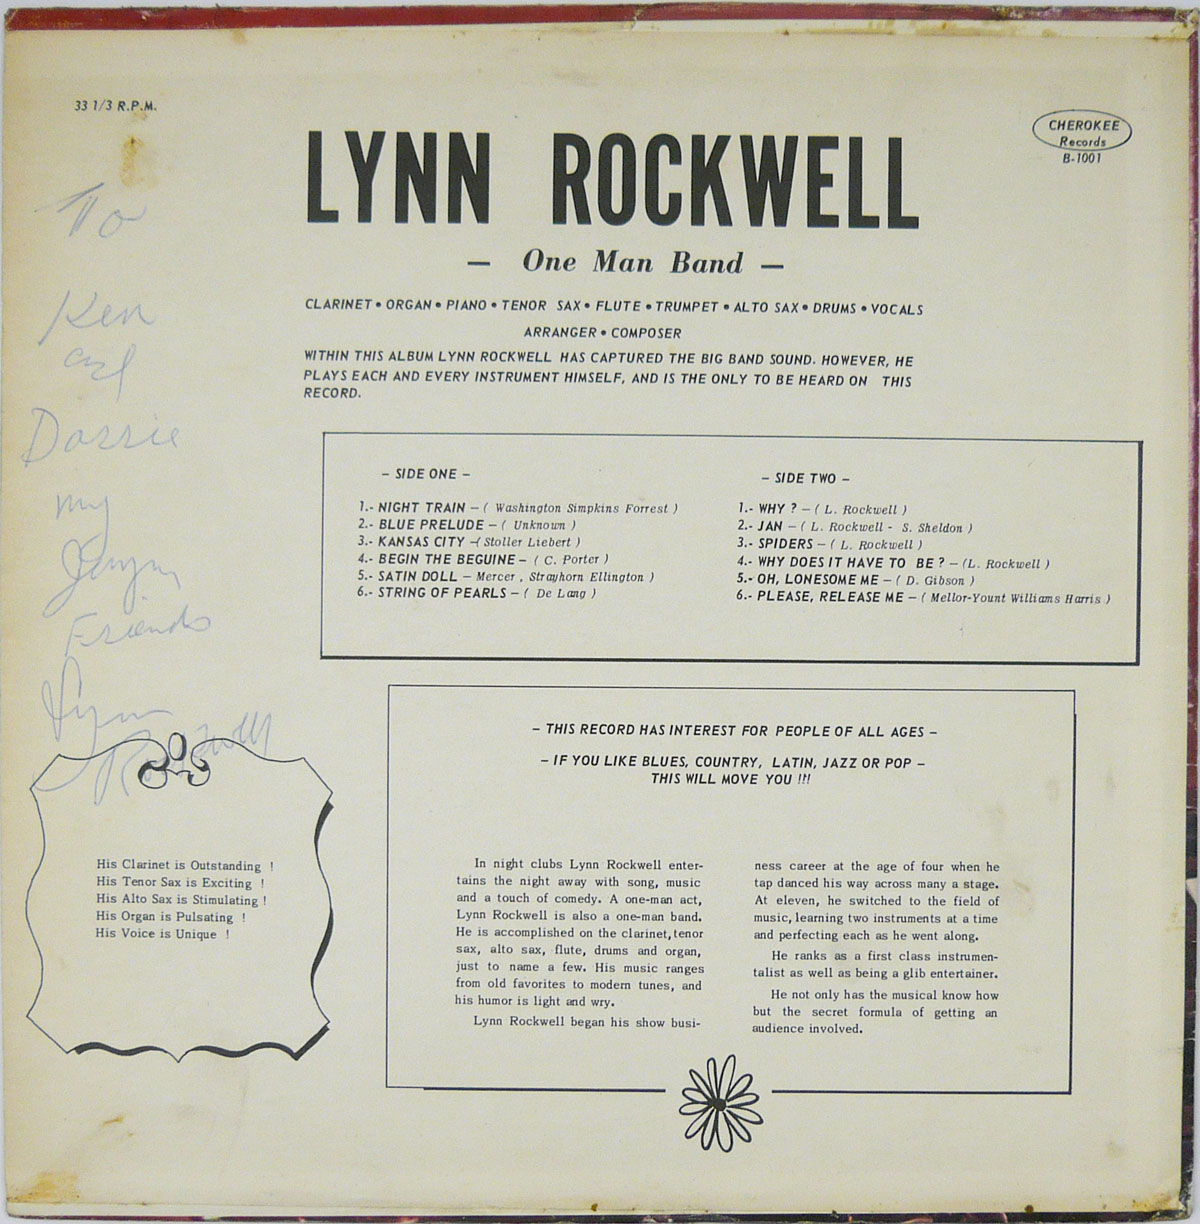 33 1/3 R.P.M.
CHEROKEE
Records
B-1001
LYNN ROCKWELL
— One Man Band —
CLARINET • ORGAN • PIANO • TENOR SAX • FLUTE • TRUMPET • ALTO SAX • DRUMS • VOCALS
ARRANGER • COMPOSER
WITHIN THIS ALBUM LYNN ROCKWELL HAS CAPTURED THE BIG BAND SOUND. HOWEVER, HE
PLAYS EACH AND EVERY INSTRUMENT HIMSELF, AND IS THE ONLY TO BE HEARD ON THIS
RECORD.
To
Ken
and
Dorrie
my
Friends
Lynn
Rockwell
– SIDE ONE –
1.- NIGHT TRAIN – ( Washington Simpkins Forrest )
2.- BLUE PRELUDE – ( Unknown )
3.- KANSAS CITY –( Stoller Liebert )
4.- BEGIN THE BEGUINE – ( C. Porter )
5.- SATIN DOLL – Mercer , Strayhorn Ellington )
6.- STRING OF PEARLS – ( De Lang )
– SIDE TWO –
1.- WHY ? – ( L. Rockwell )
2.- JAN – ( L. Rockwell - S. Sheldon )
3.- SPIDERS – ( L. Rockwell )
4.- WHY DOES IT HAVE TO BE ? – (L. Rockwell )
5.- OH, LONESOME ME – ( D. Gibson )
6.- PLEASE, RELEASE ME – ( Mellor-Yount Williams Harris )
– THIS RECORD HAS INTEREST FOR PEOPLE OF ALL AGES –
– IF YOU LIKE BLUES, COUNTRY, LATIN, JAZZ OR POP –
THIS WILL MOVE YOU !!!
His Clarinet is Outstanding !
His Tenor Sax is Exciting !
His Alto Sax is Stimulating !
His Organ is Pulsating !
His Voice is Unique !
In night clubs Lynn Rockwell enter-
tains the night away with song, music
and a touch of comedy. A one-man act,
Lynn Rockwell is also a one-man band.
He is accomplished on the clarinet, tenor
sax, alto sax, flute, drums and organ,
just to name a few. His music ranges
from old favorites to modern tunes, and
his humor is light and wry.
Lynn Rockwell began his show busi-
ness career at the age of four when he
tap danced his way across many a stage.
At eleven, he switched to the field of
music, learning two instruments at a time
and perfecting each as he went along.
He ranks as a first class instrumen-
talist as well as being a glib entertainer.
He not only has the musical know how
but the secret formula of getting an
audience involved.